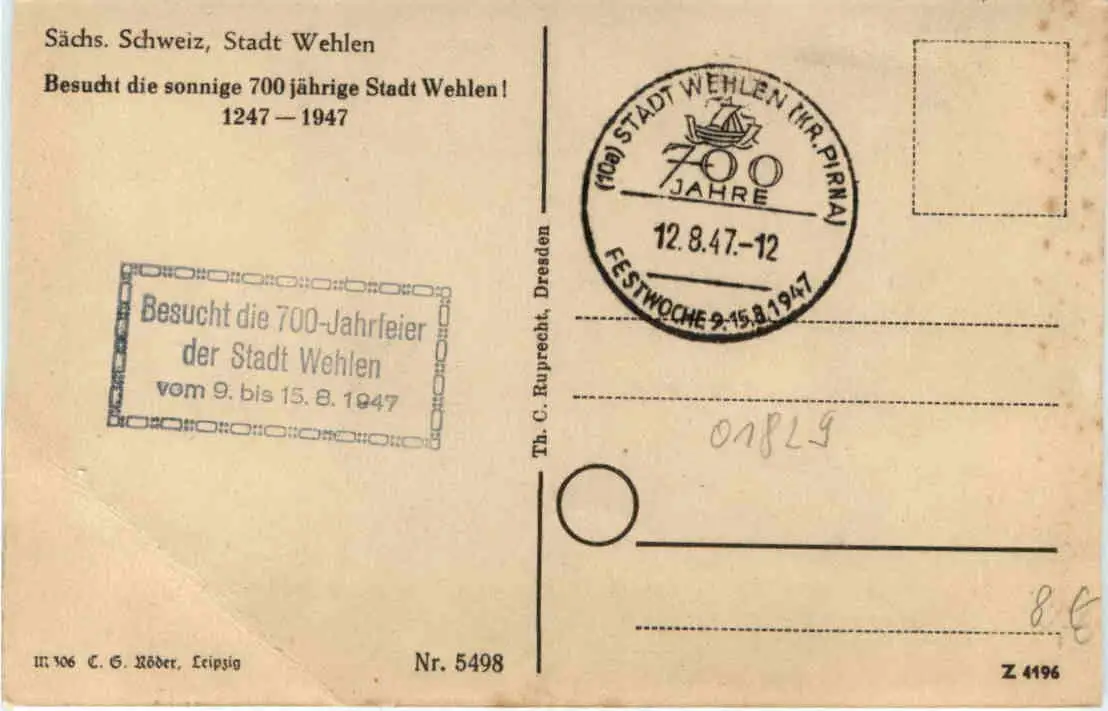 Sächs. Schweiz, Stadt Wehlen
Besucht die sonnige 700 jährige Stadt Wehlen!
1247 — 1947
Besucht die 700-Jahrfeier
der Stadt Wehlen
vom 9. bis 15. 8. 1947
M 306 C. G. Röder, Leipzig
Nr. 5498
Th. C. Ruprecht, Dresden
(10a) STADT WEHLEN (KR. PIRNA)
700
JAHRE
12.8.47.-12
FESTWOCHE 9.-15.8.1947
01829
8 €
Z 4196